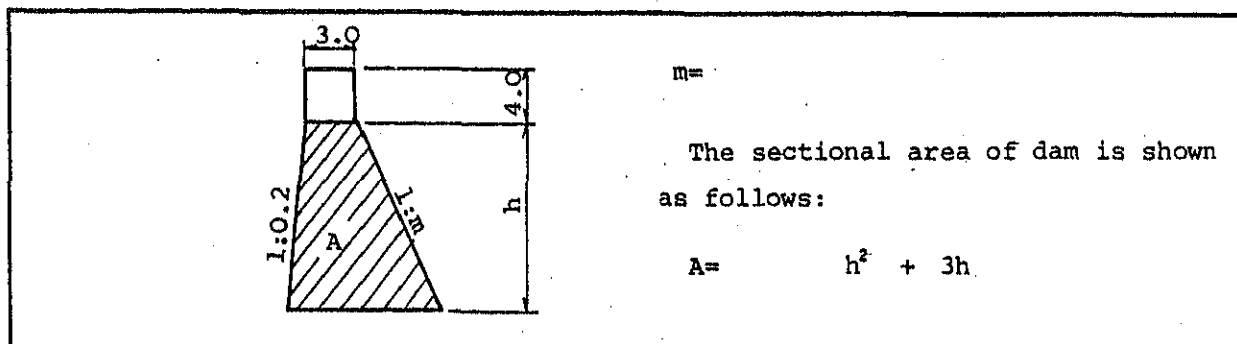 3.0
4.0
h
1:0.2
A
1:m
m=
The sectional area of dam is shown
as follows:
A= h² + 3h